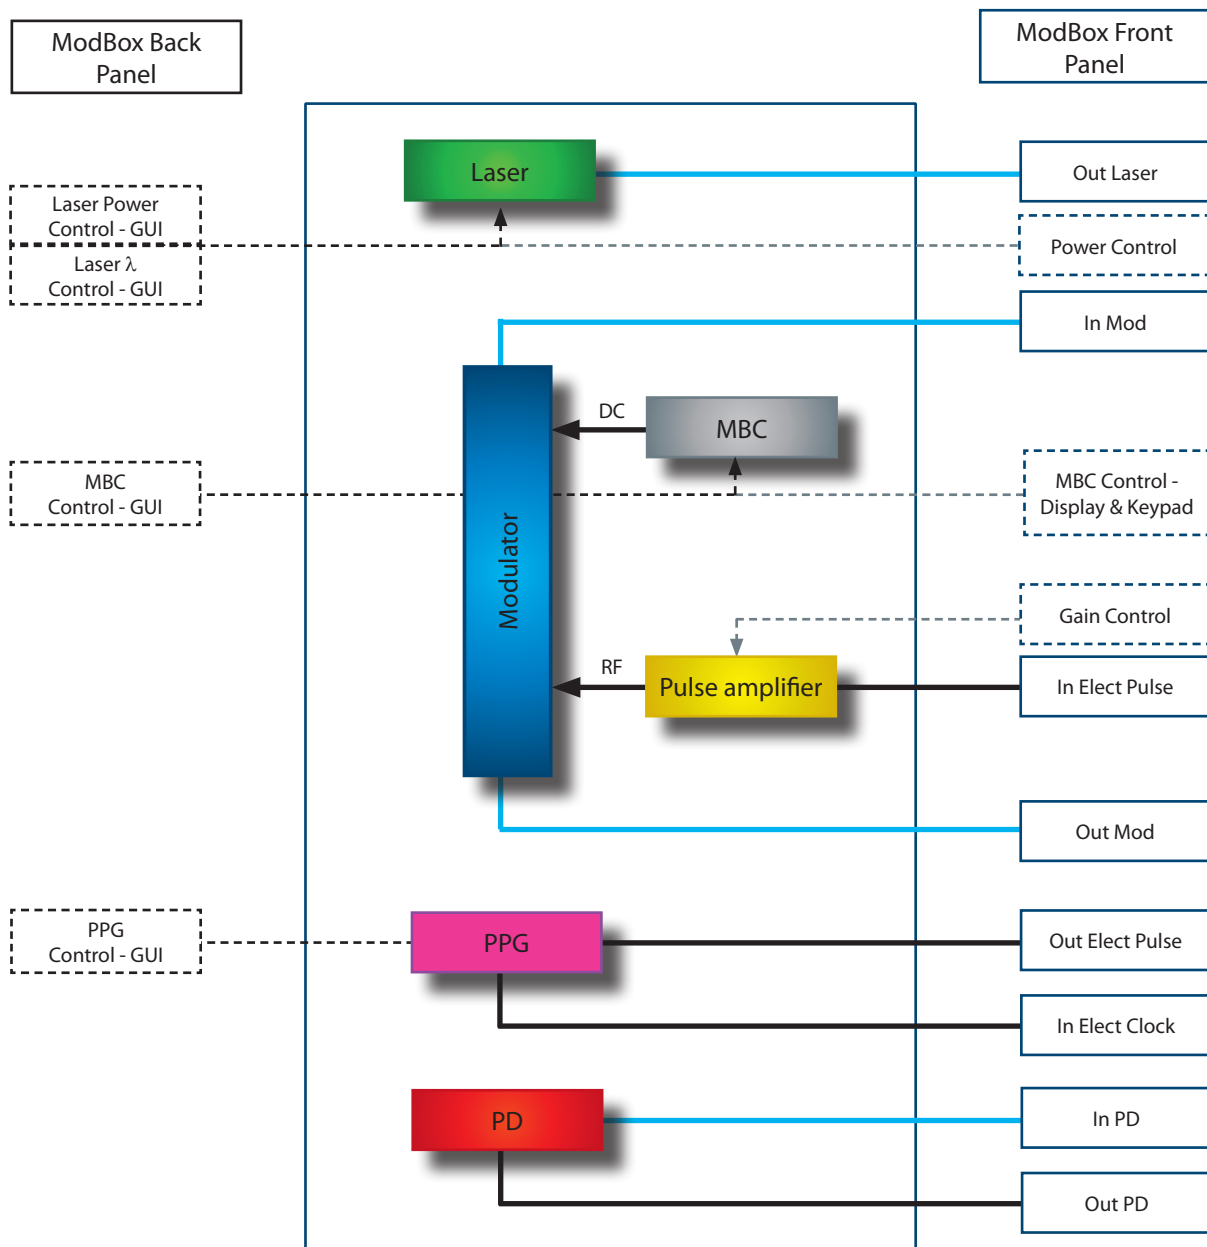 ModBox Back
Panel
ModBox Front
Panel
Laser
Out Laser
Laser Power
Control - GUI
Laser λ
Control - GUI
Power Control
In Mod
DC
MBC
MBC
Control - GUI
MBC Control -
Display & Keypad
Modulator
Gain Control
RF
Pulse amplifier
In Elect Pulse
Out Mod
PPG
Control - GUI
PPG
Out Elect Pulse
In Elect Clock
PD
In PD
Out PD